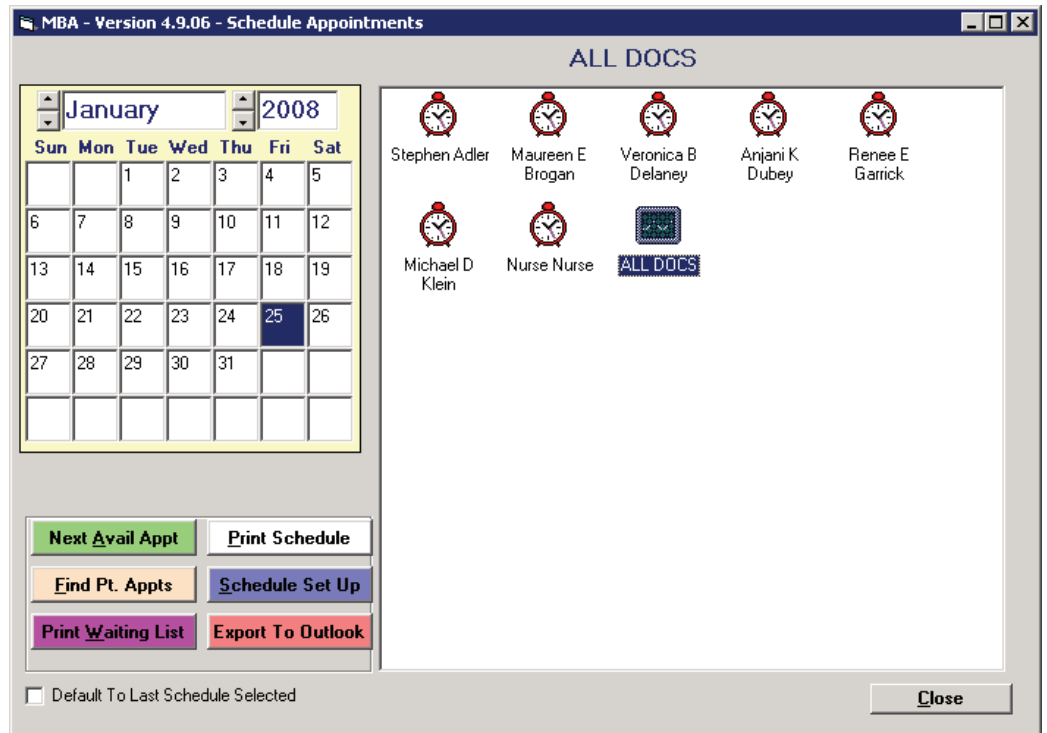 MBA - Version 4.9.06 - Schedule Appointments
ALL DOCS
January 2008
Sun Mon Tue Wed Thu Fri Sat
1 2 3 4 5
6 7 8 9 10 11 12
13 14 15 16 17 18 19
20 21 22 23 24 25 26
27 28 29 30 31
Stephen Adler
Maureen E
Brogan
Veronica B
Delaney
Anjani K
Dubey
Renee E
Garrick
Michael D
Klein
Nurse Nurse
ALL DOCS
Next Avail Appt
Print Schedule
Find Pt. Appts
Schedule Set Up
Print Waiting List
Export To Outlook
Default To Last Schedule Selected
Close